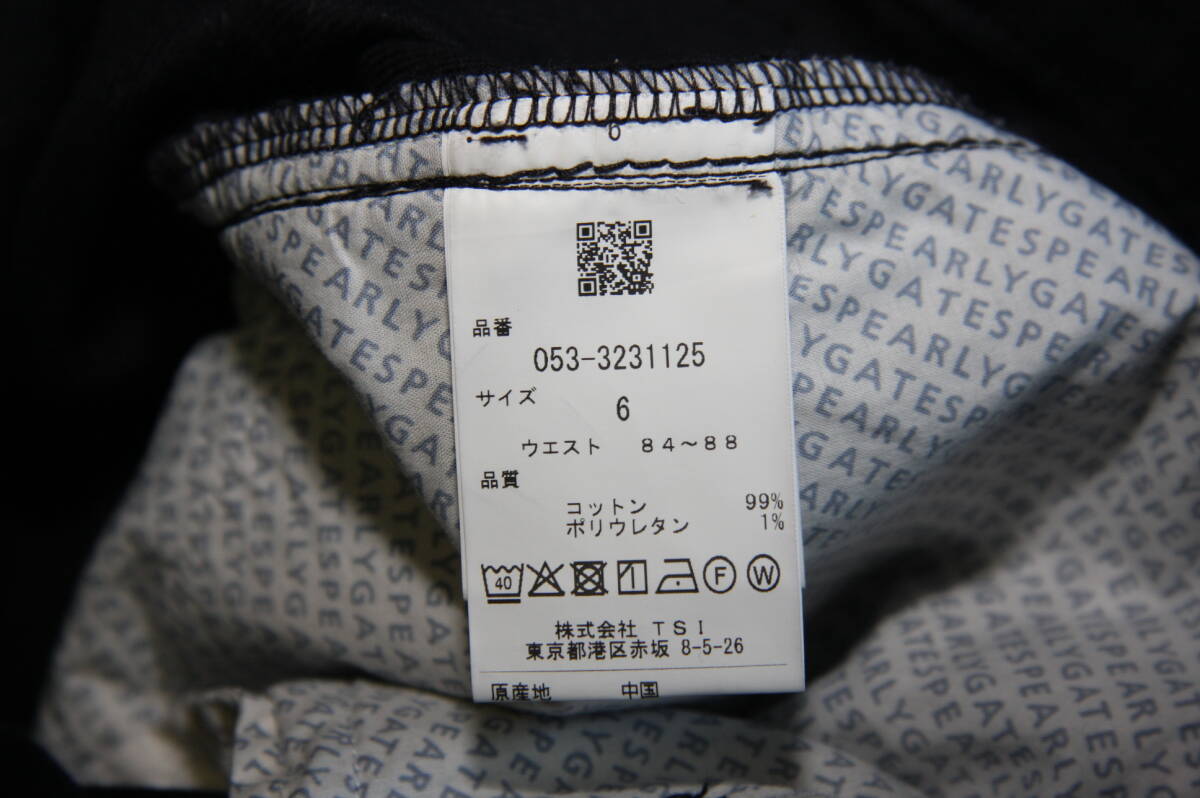 6
品番
053-3231125
サイズ 6
ウエスト 84～88
品質
コットン 99%
ポリウレタン 1%
40 F W
株式会社 TSI
東京都港区赤坂 8-5-26
原産地 中国
PEARLYGATESPEARLYGATES